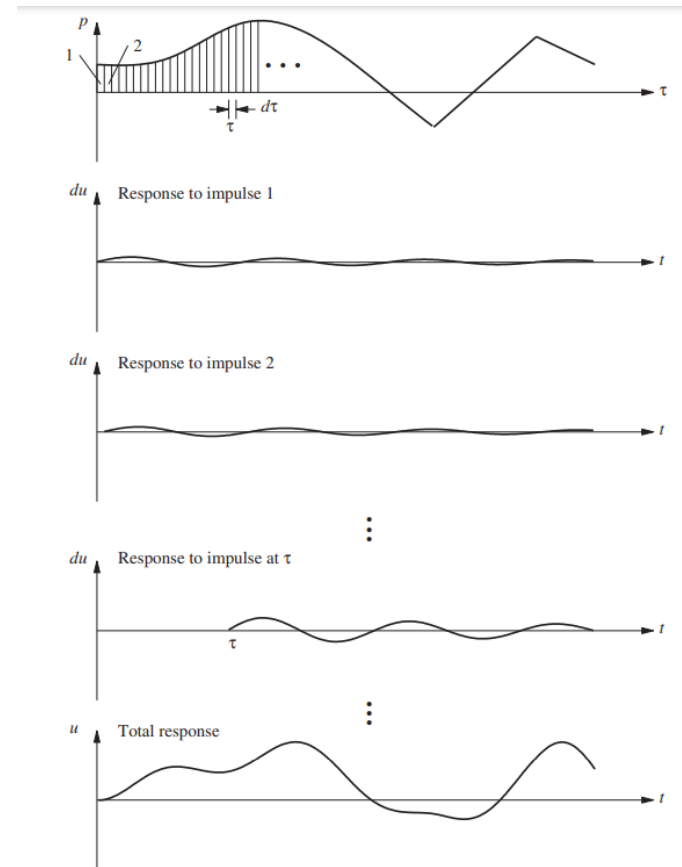 p
1
2
τ
dτ
τ
du
Response to impulse 1
t
du
Response to impulse 2
t
du
Response to impulse at τ
t
τ
u
Total response
t